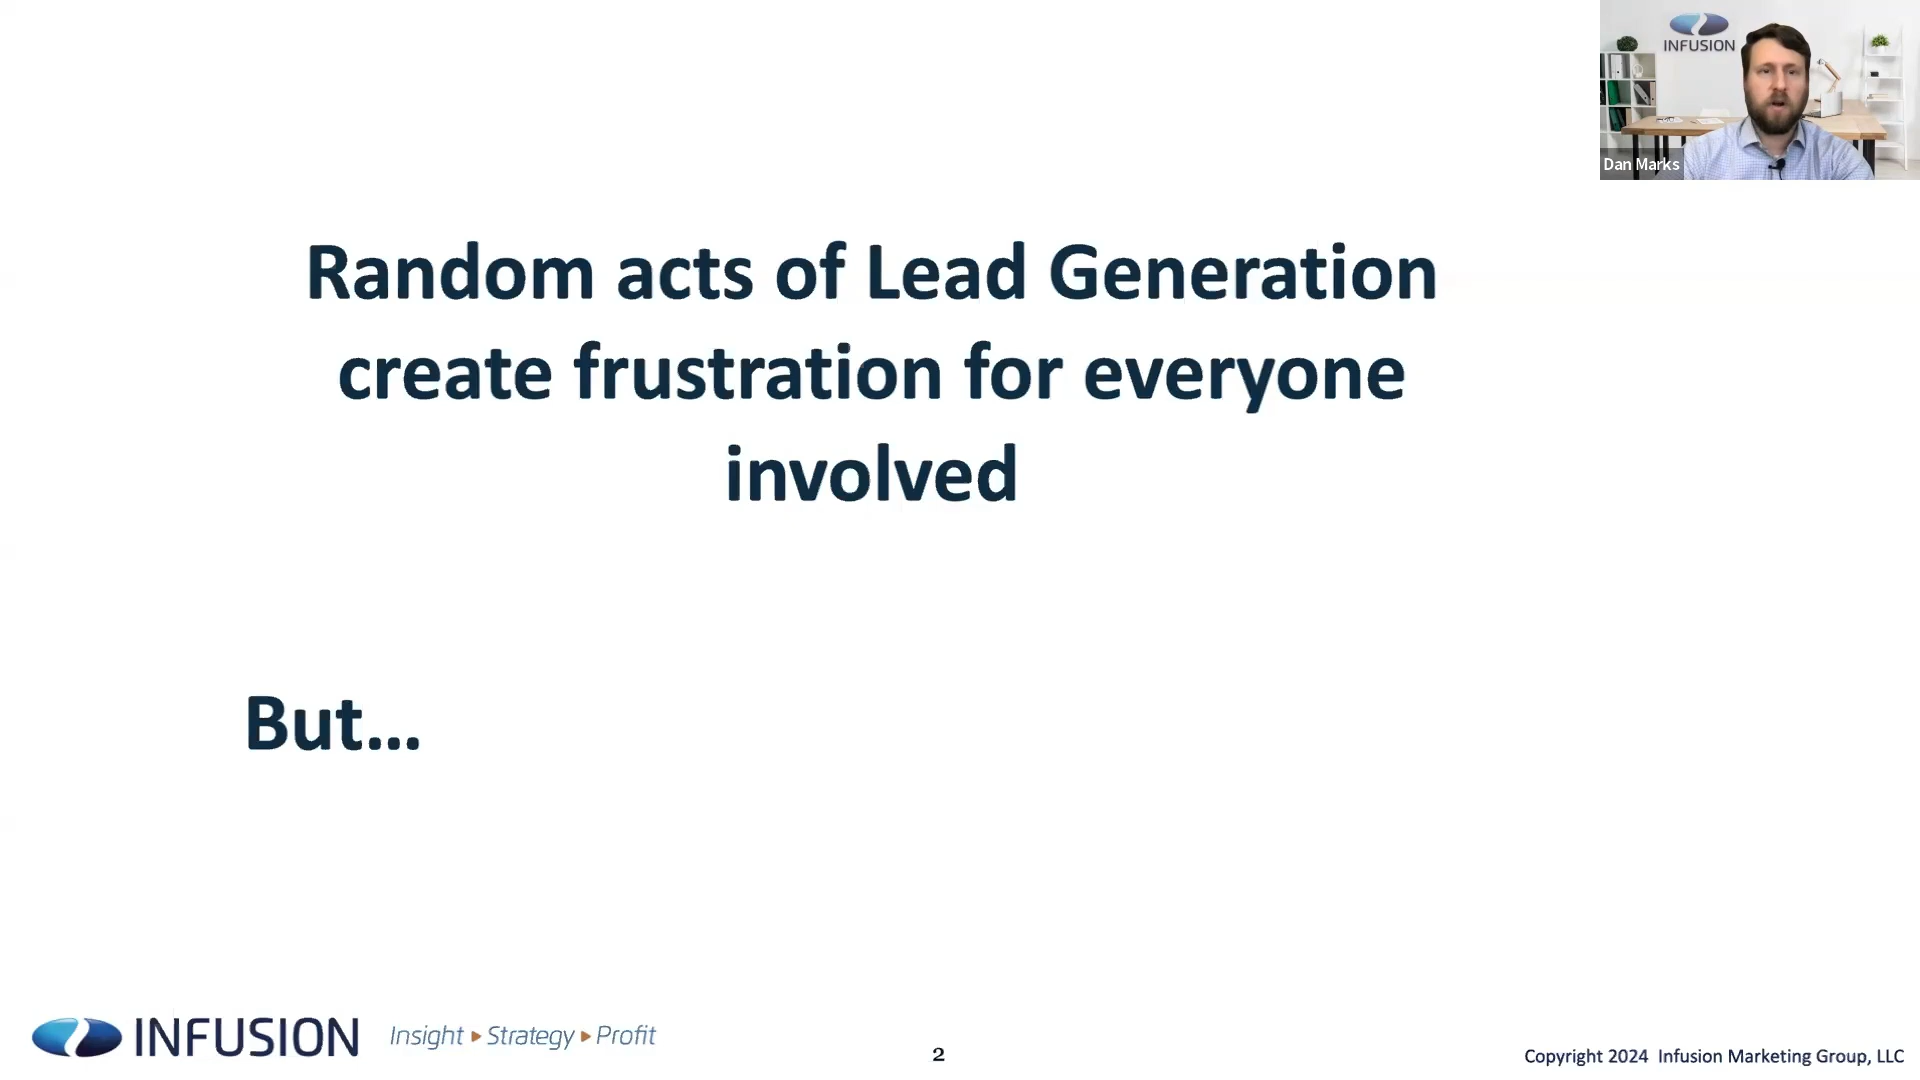 INFUSION
Dan Marks
Random acts of Lead Generation
create frustration for everyone
involved
But...
INFUSION Insight ▸ Strategy ▸ Profit
2
Copyright 2024 Infusion Marketing Group, LLC